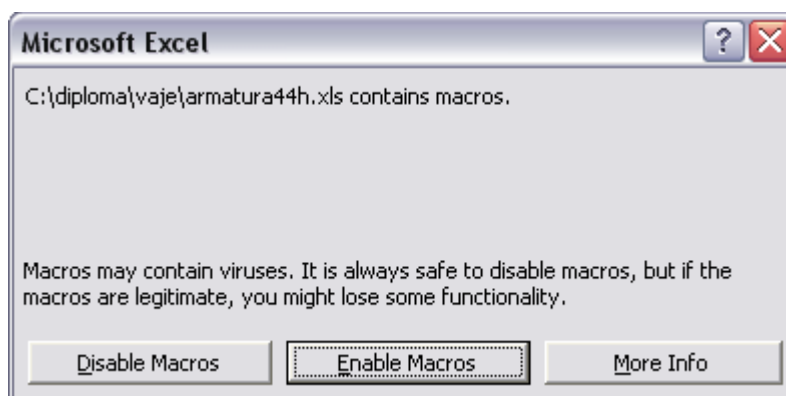 Microsoft Excel
?
C:\diploma\vaje\armatura44h.xls contains macros.
Macros may contain viruses. It is always safe to disable macros, but if the
macros are legitimate, you might lose some functionality.
Disable Macros Enable Macros More Info